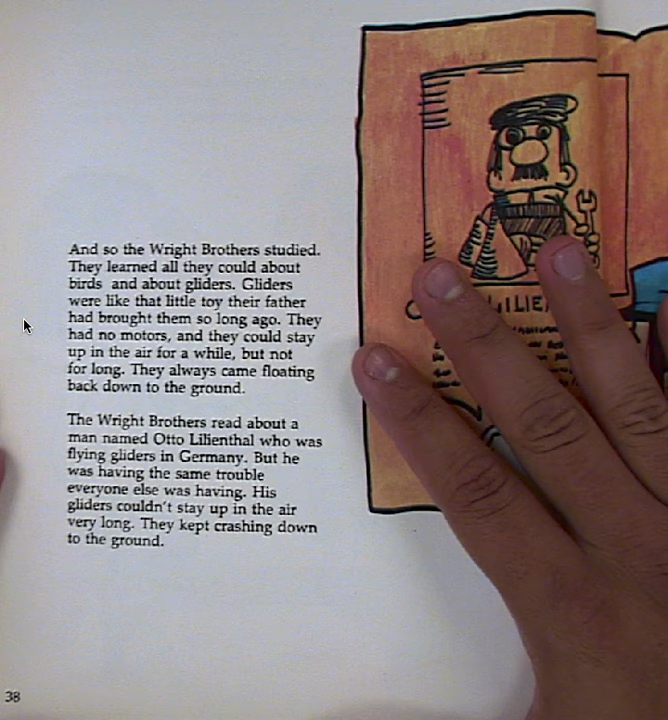 And so the Wright Brothers studied.
They learned all they could about
birds and about gliders. Gliders
were like that little toy their father
had brought them so long ago. They
had no motors, and they could stay
up in the air for a while, but not
for long. They always came floating
back down to the ground.
The Wright Brothers read about a
man named Otto Lilienthal who was
flying gliders in Germany. But he
was having the same trouble
everyone else was having. His
gliders couldn't stay up in the air
very long. They kept crashing down
to the ground.
38